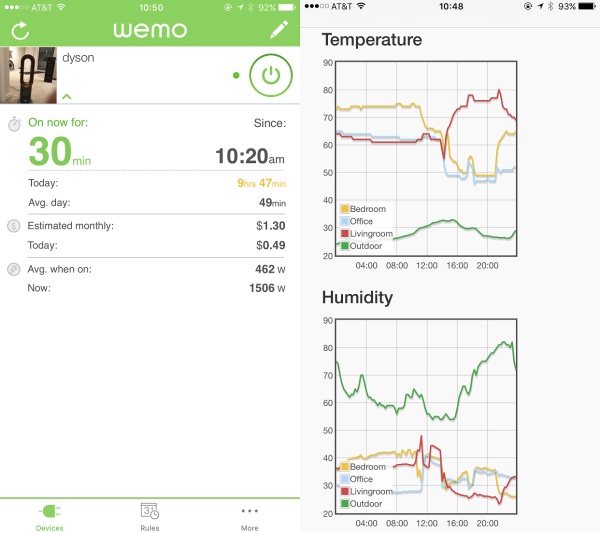 AT&T 10:50 92%
wemo
dyson
On now for: Since:
30 min 10:20am
Today: 9hrs 47min
Avg. day: 49min
Estimated monthly: $1.30
Today: $0.49
Avg. when on: 462 W
Now: 1506 W
Devices Rules More
31
AT&T 10:48 93%
Temperature
90
80
70
60
50
40
30
20
Bedroom
Office
Livingroom
Outdoor
04:00 08:00 12:00 16:00 20:00
Humidity
90
80
70
60
50
40
30
20
Bedroom
Office
Livingroom
Outdoor
04:00 08:00 12:00 16:00 20:00